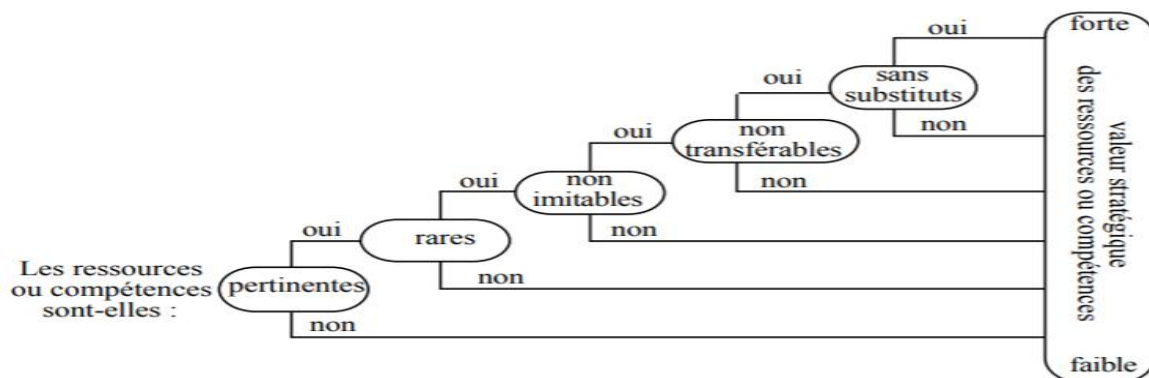 forte
oui
sans
substituts
oui
non
non
transférables
oui
non
non
imitables
oui
non
rares
oui
non
Les ressources
ou compétences
sont-elles :
pertinentes
non
valeur stratégique
des ressources ou compétences
faible